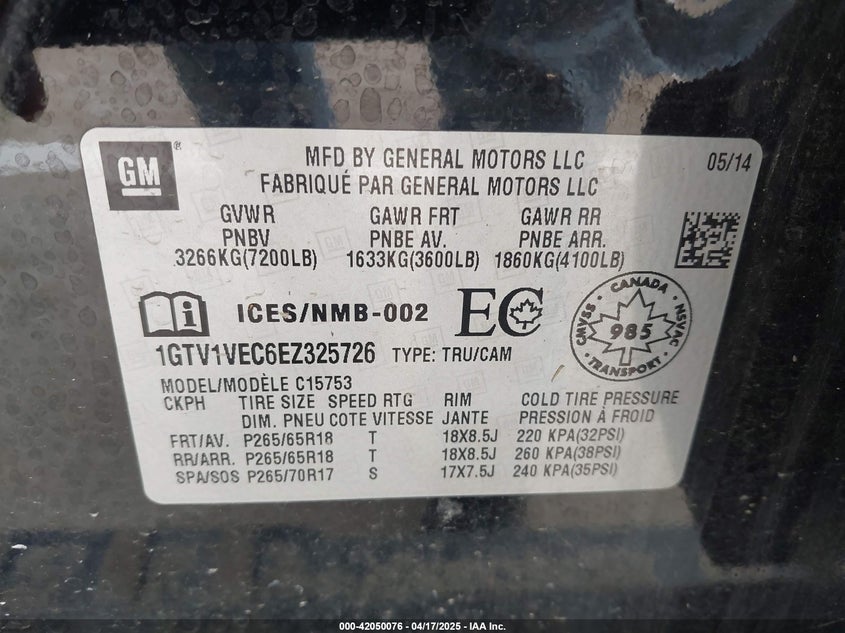 GM
MFD BY GENERAL MOTORS LLC 05/14
FABRIQUÉ PAR GENERAL MOTORS LLC
GVWR GAWR FRT GAWR RR
PNBV PNBE AV. PNBE ARR.
3266KG(7200LB) 1633KG(3600LB) 1860KG(4100LB)
ICES/NMB-002 EC
CANADA
CMVSS 985 NSVAC
1GTV1VEC6EZ325726 TYPE: TRU/CAM
MODEL/MODÈLE C15753
CKPH TIRE SIZE SPEED RTG RIM COLD TIRE PRESSURE
DIM. PNEU COTE VITESSE JANTE PRESSION À FROID
FRT/AV. P265/65R18 T 18X8.5J 220 KPA(32PSI)
RR/ARR. P265/65R18 T 18X8.5J 260 KPA(38PSI)
SPA/SOS P265/70R17 S 17X7.5J 240 KPA(35PSI)
000-42050076 - 04/17/2025 - IAA Inc.